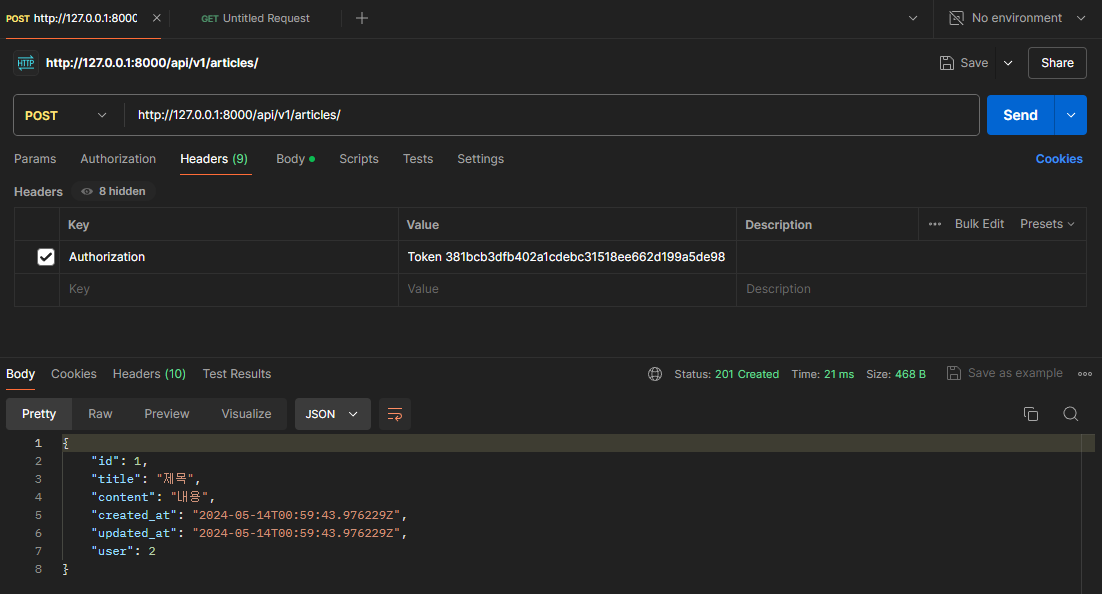 POST http://127.0.0.1:8000 GET Untitled Request No environment
HTTP http://127.0.0.1:8000/api/v1/articles/ Save Share
POST http://127.0.0.1:8000/api/v1/articles/ Send
Params Authorization Headers (9) Body Scripts Tests Settings Cookies
Headers 8 hidden
Key Value Description Bulk Edit Presets
Authorization Token 381bcb3dfb402a1cdebc31518ee662d199a5de98
Key Value Description
Body Cookies Headers (10) Test Results Status: 201 Created Time: 21 ms Size: 468 B Save as example
Pretty Raw Preview Visualize JSON
1 {
2 "id": 1,
3 "title": "제목",
4 "content": "내용",
5 "created_at": "2024-05-14T00:59:43.976229Z",
6 "updated_at": "2024-05-14T00:59:43.976229Z",
7 "user": 2
8 }